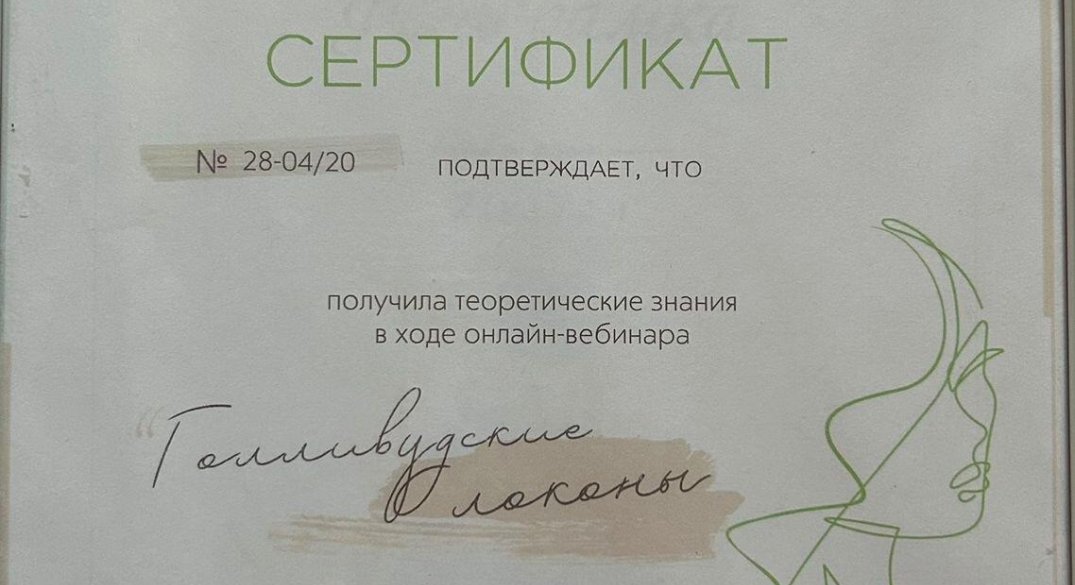 СЕРТИФИКАТ
№ 28-04/20 ПОДТВЕРЖДАЕТ, ЧТО
получила теоретические знания
в ходе онлайн-вебинара
“Голливудские
локоны